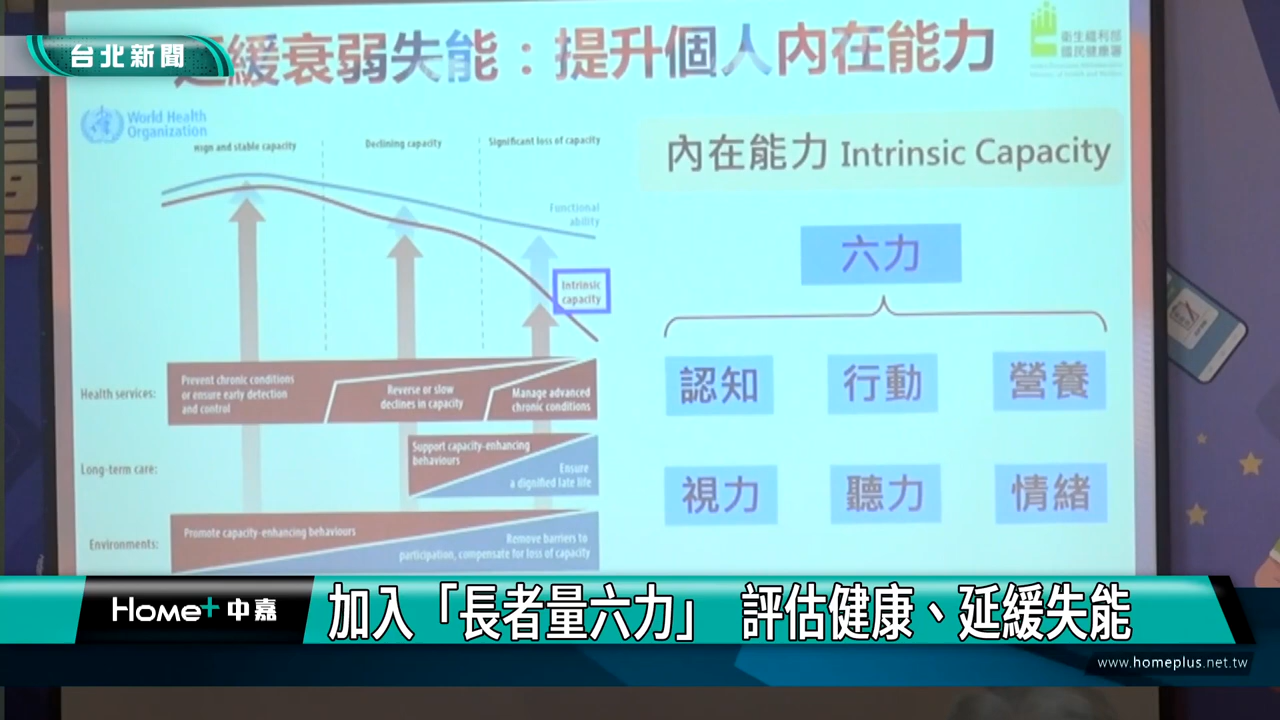 台北新聞
延緩衰弱失能：提升個人內在能力
衛生福利部
國民健康署
World Health
Organization
High and stable capacity
Declining capacity
Significant loss of capacity
Functional
ability
Intrinsic
capacity
Health services:
Prevent chronic conditions
or ensure early detection
and control
Reverse or slow
declines in capacity
Manage advanced
chronic conditions
Long-term care:
Support capacity-enhancing
behaviours
Ensure
a dignified late life
Environments:
Promote capacity-enhancing behaviours
Remove barriers to
participation, compensate for loss of capacity
內在能力 Intrinsic Capacity
六力
認知
行動
營養
視力
聽力
情緒
Home+ 中嘉
加入「長者量六力」 評估健康、延緩失能
www.homeplus.net.tw